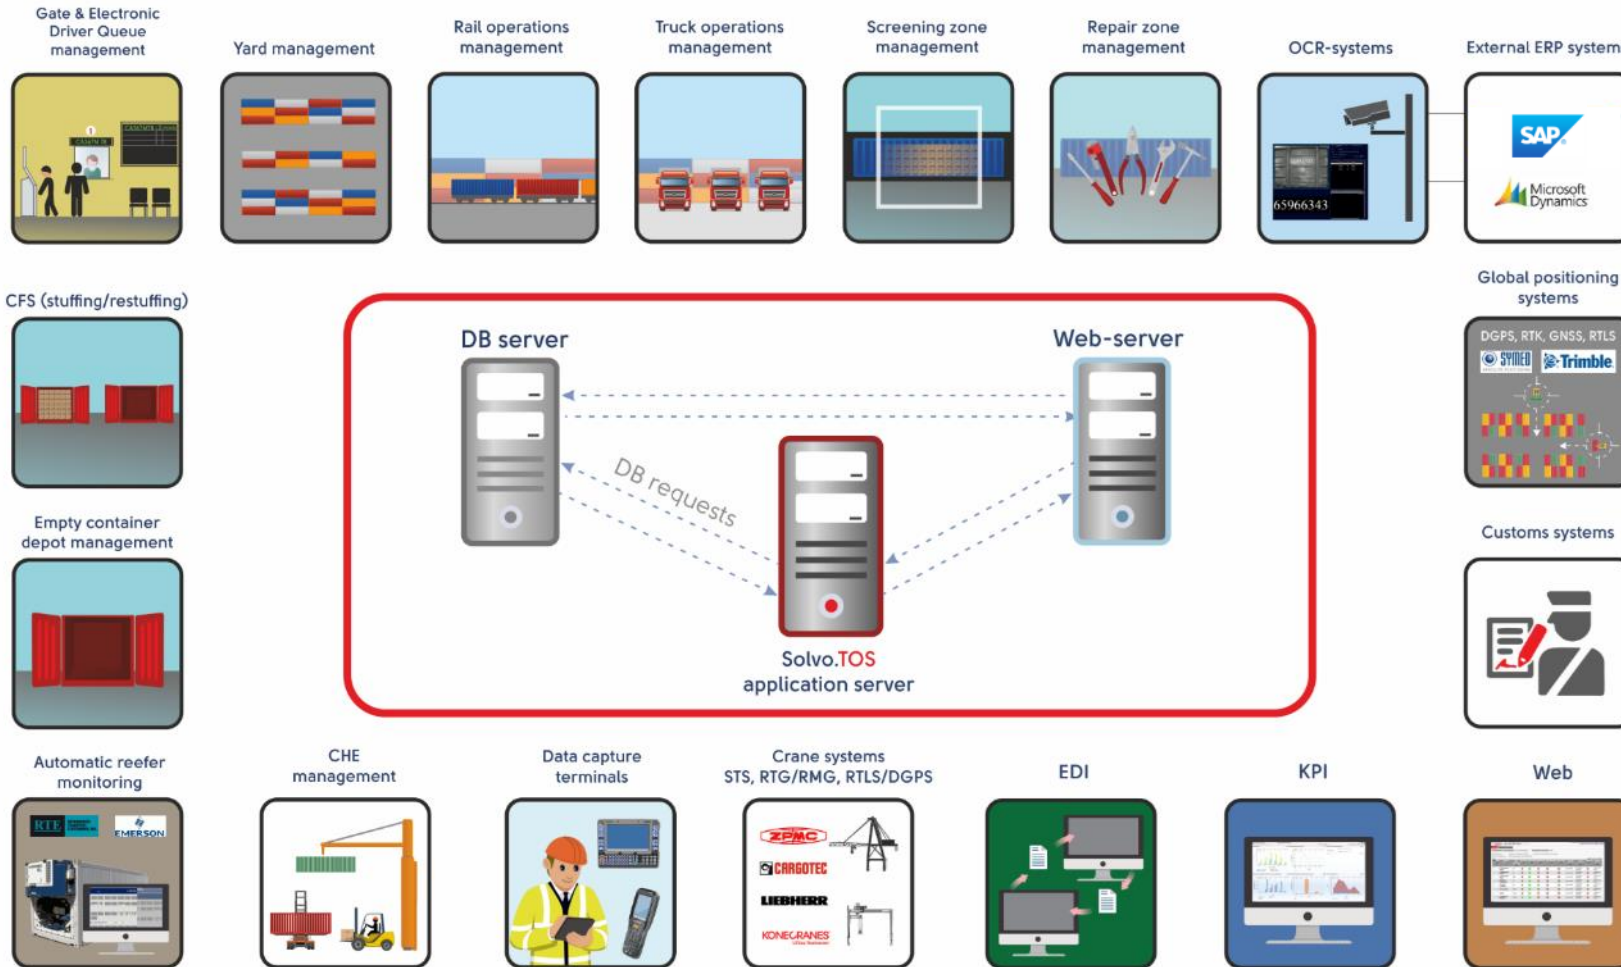 Gate & Electronic
Driver Queue
management
Yard management
Rail operations
management
Truck operations
management
Screening zone
management
Repair zone
management
OCR-systems
External ERP system
65966343
SAP
Microsoft
Dynamics
CFS (stuffing/restuffing)
Global positioning
systems
DGPS, RTK, GNSS, RTLS
SYMEO
Trimble
DB server
Web-server
DB requests
Solvo.TOS
application server
Empty container
depot management
Customs systems
Automatic reefer
monitoring
RTE
EMERSON
CHE
management
Data capture
terminals
Crane systems
STS, RTG/RMG, RTLS/DGPS
ZPMC
CARGOTEC
LIEBHERR
KONECRANES
EDI
KPI
Web